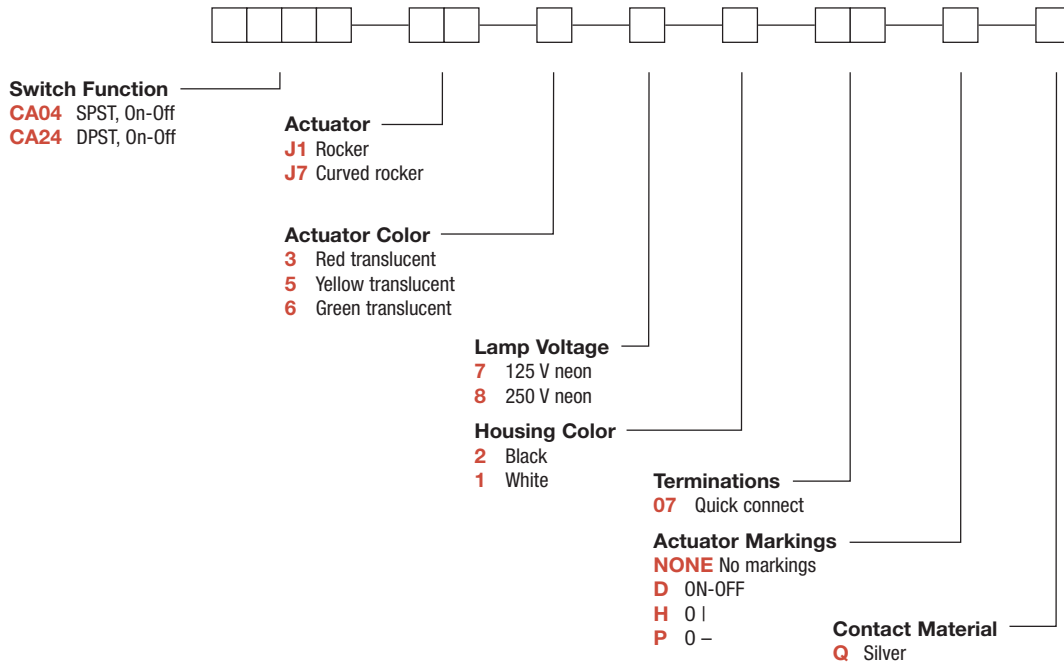 Switch Function
CA04 SPST, On-Off
CA24 DPST, On-Off
Actuator
J1 Rocker
J7 Curved rocker
Actuator Color
3 Red translucent
5 Yellow translucent
6 Green translucent
Lamp Voltage
7 125 V neon
8 250 V neon
Housing Color
2 Black
1 White
Terminations
07 Quick connect
Actuator Markings
NONE No markings
D ON-OFF
H O |
P O –
Contact Material
Q Silver